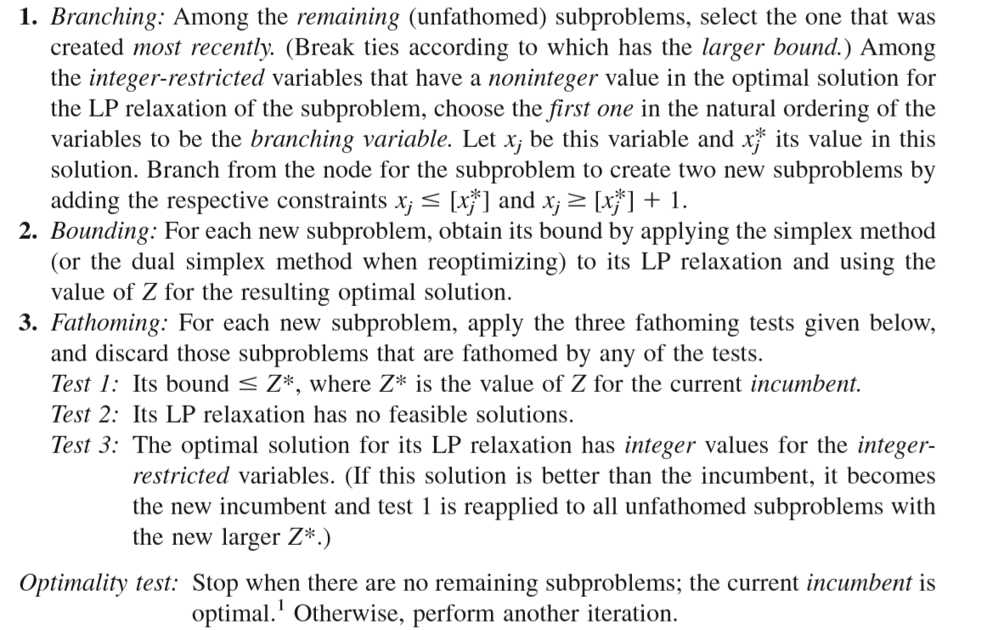 1. Branching: Among the remaining (unfathomed) subproblems, select the one that was
created most recently. (Break ties according to which has the larger bound.) Among
the integer-restricted variables that have a noninteger value in the optimal solution for
the LP relaxation of the subproblem, choose the first one in the natural ordering of the
variables to be the branching variable. Let xⱼ be this variable and xⱼ* its value in this
solution. Branch from the node for the subproblem to create two new subproblems by
adding the respective constraints xⱼ ≤ [xⱼ*] and xⱼ ≥ [xⱼ*] + 1.
2. Bounding: For each new subproblem, obtain its bound by applying the simplex method
(or the dual simplex method when reoptimizing) to its LP relaxation and using the
value of Z for the resulting optimal solution.
3. Fathoming: For each new subproblem, apply the three fathoming tests given below,
and discard those subproblems that are fathomed by any of the tests.
Test 1: Its bound ≤ Z*, where Z* is the value of Z for the current incumbent.
Test 2: Its LP relaxation has no feasible solutions.
Test 3: The optimal solution for its LP relaxation has integer values for the integer-
restricted variables. (If this solution is better than the incumbent, it becomes
the new incumbent and test 1 is reapplied to all unfathomed subproblems with
the new larger Z*.)
Optimality test: Stop when there are no remaining subproblems; the current incumbent is
optimal.¹ Otherwise, perform another iteration.